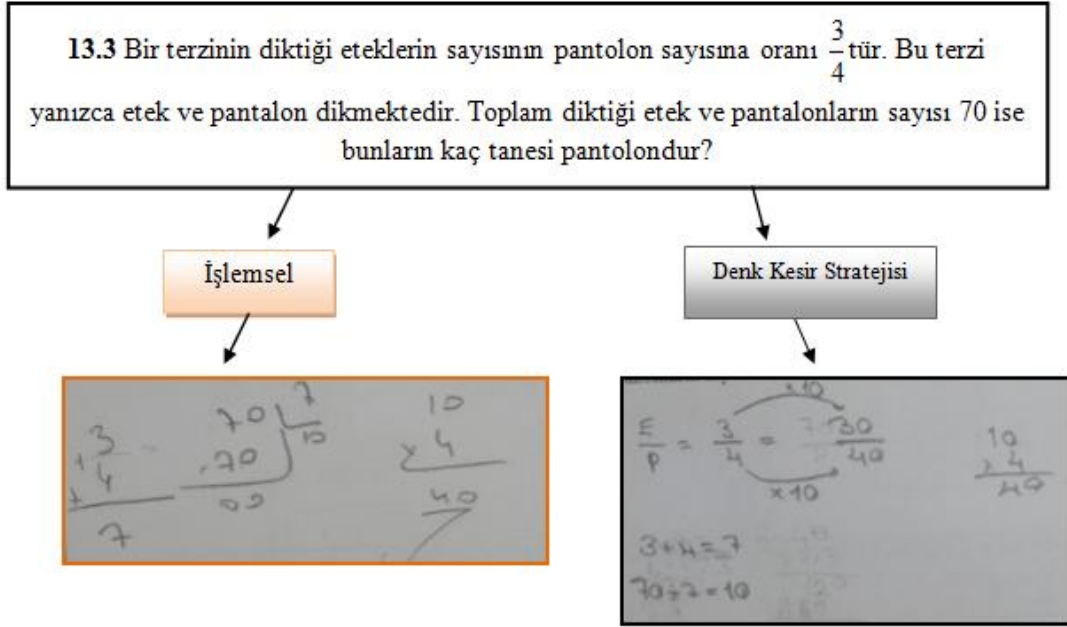 13.3 Bir terzinin diktiği eteklerin sayısının pantolon sayısına oranı 3/4 tür. Bu terzi
yanızca etek ve pantalon dikmektedir. Toplam diktiği etek ve pantalonların sayısı 70 ise
bunların kaç tanesi pantolondur?
İşlemsel
Denk Kesir Stratejisi
+ 3
+ 4
7
70 7
70 10
00
10
x 4
40
x10
E/P = 3/4 = 30/40
x10
10
x 4
40
3+4=7
70÷7=10